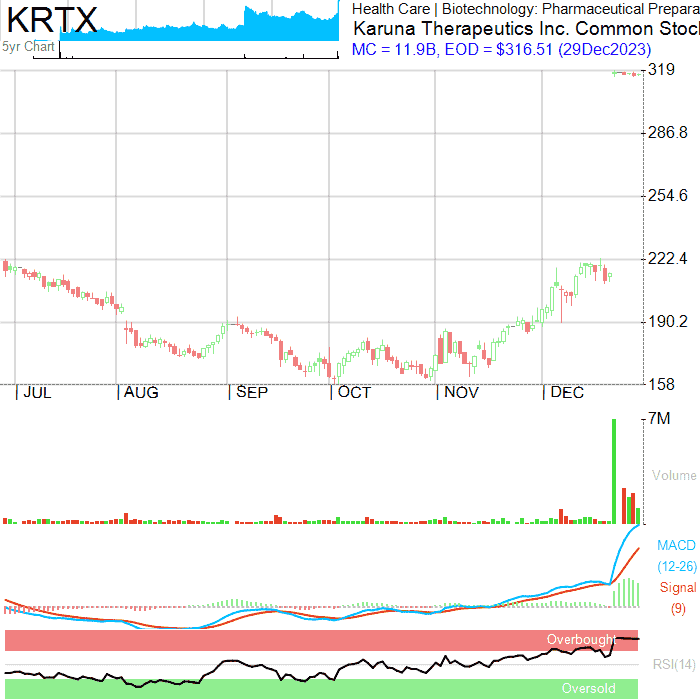 KRTX
5yr Chart
Health Care | Biotechnology: Pharmaceutical Prepara
Karuna Therapeutics Inc. Common Stoc
MC = 11.9B, EOD = $316.51 (29Dec2023)
319
286.8
254.6
222.4
190.2
158
JUL AUG SEP OCT NOV DEC
7M
Volume
MACD
(12-26)
Signal
(9)
Overbought
RSI(14)
Oversold